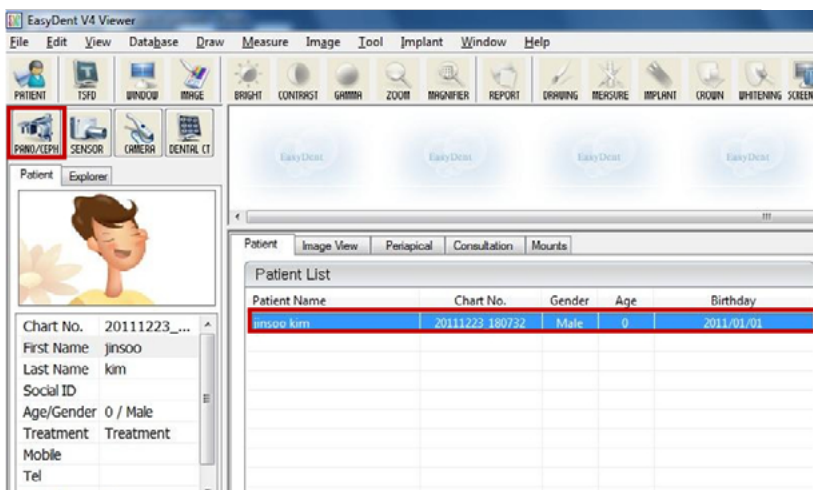 EasyDent V4 Viewer
File Edit View Database Draw Measure Image Tool Implant Window Help
PATIENT TSFD WINDOW IMAGE BRIGHT CONTRAST GAMMA ZOOM MAGNIFIER REPORT DRAWING MEASURE IMPLANT CROWN WHITENING SCREEN
PANO/CEPH SENSOR CAMERA DENTAL CT
EasyDent EasyDent EasyDent EasyDent
Patient Explorer
Patient Image View Periapical Consultation Mounts
Patient List
Patient Name Chart No. Gender Age Birthday
jinsoo kim 20111223_180732 Male 0 2011/01/01
Chart No. 20111223_...
First Name jinsoo
Last Name kim
Social ID
Age/Gender 0 / Male
Treatment Treatment
Mobile
Tel